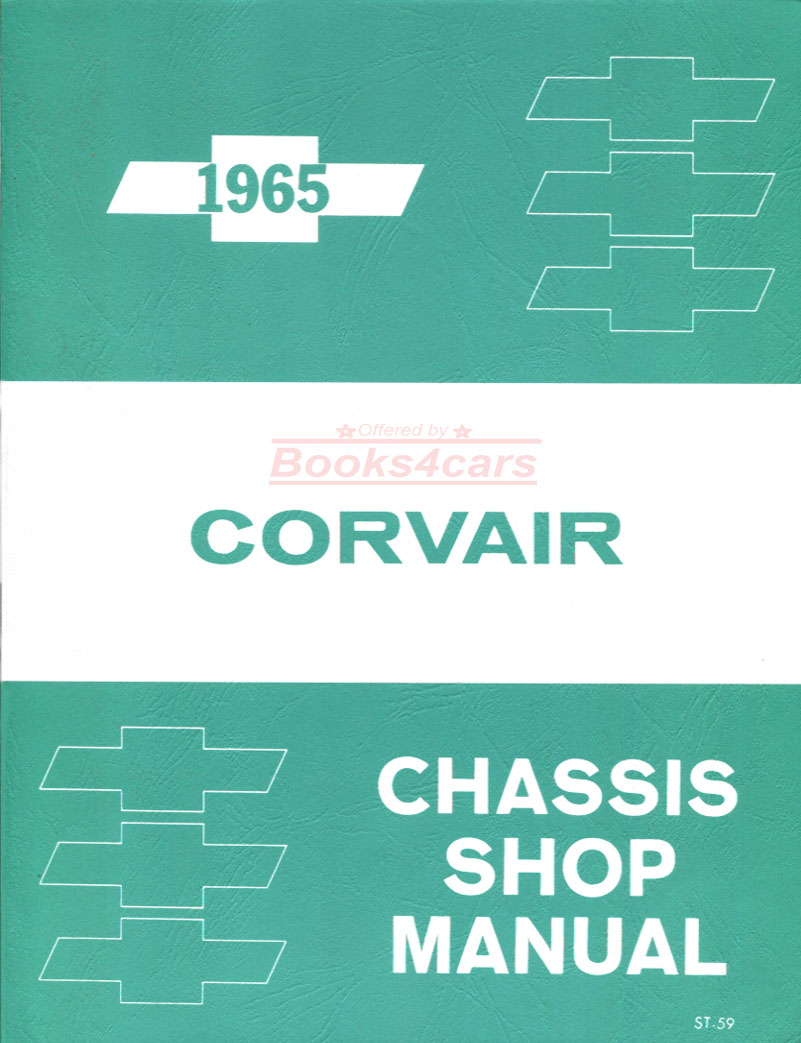 1965
Offered by
Books4cars
CORVAIR
CHASSIS
SHOP
MANUAL
ST-59